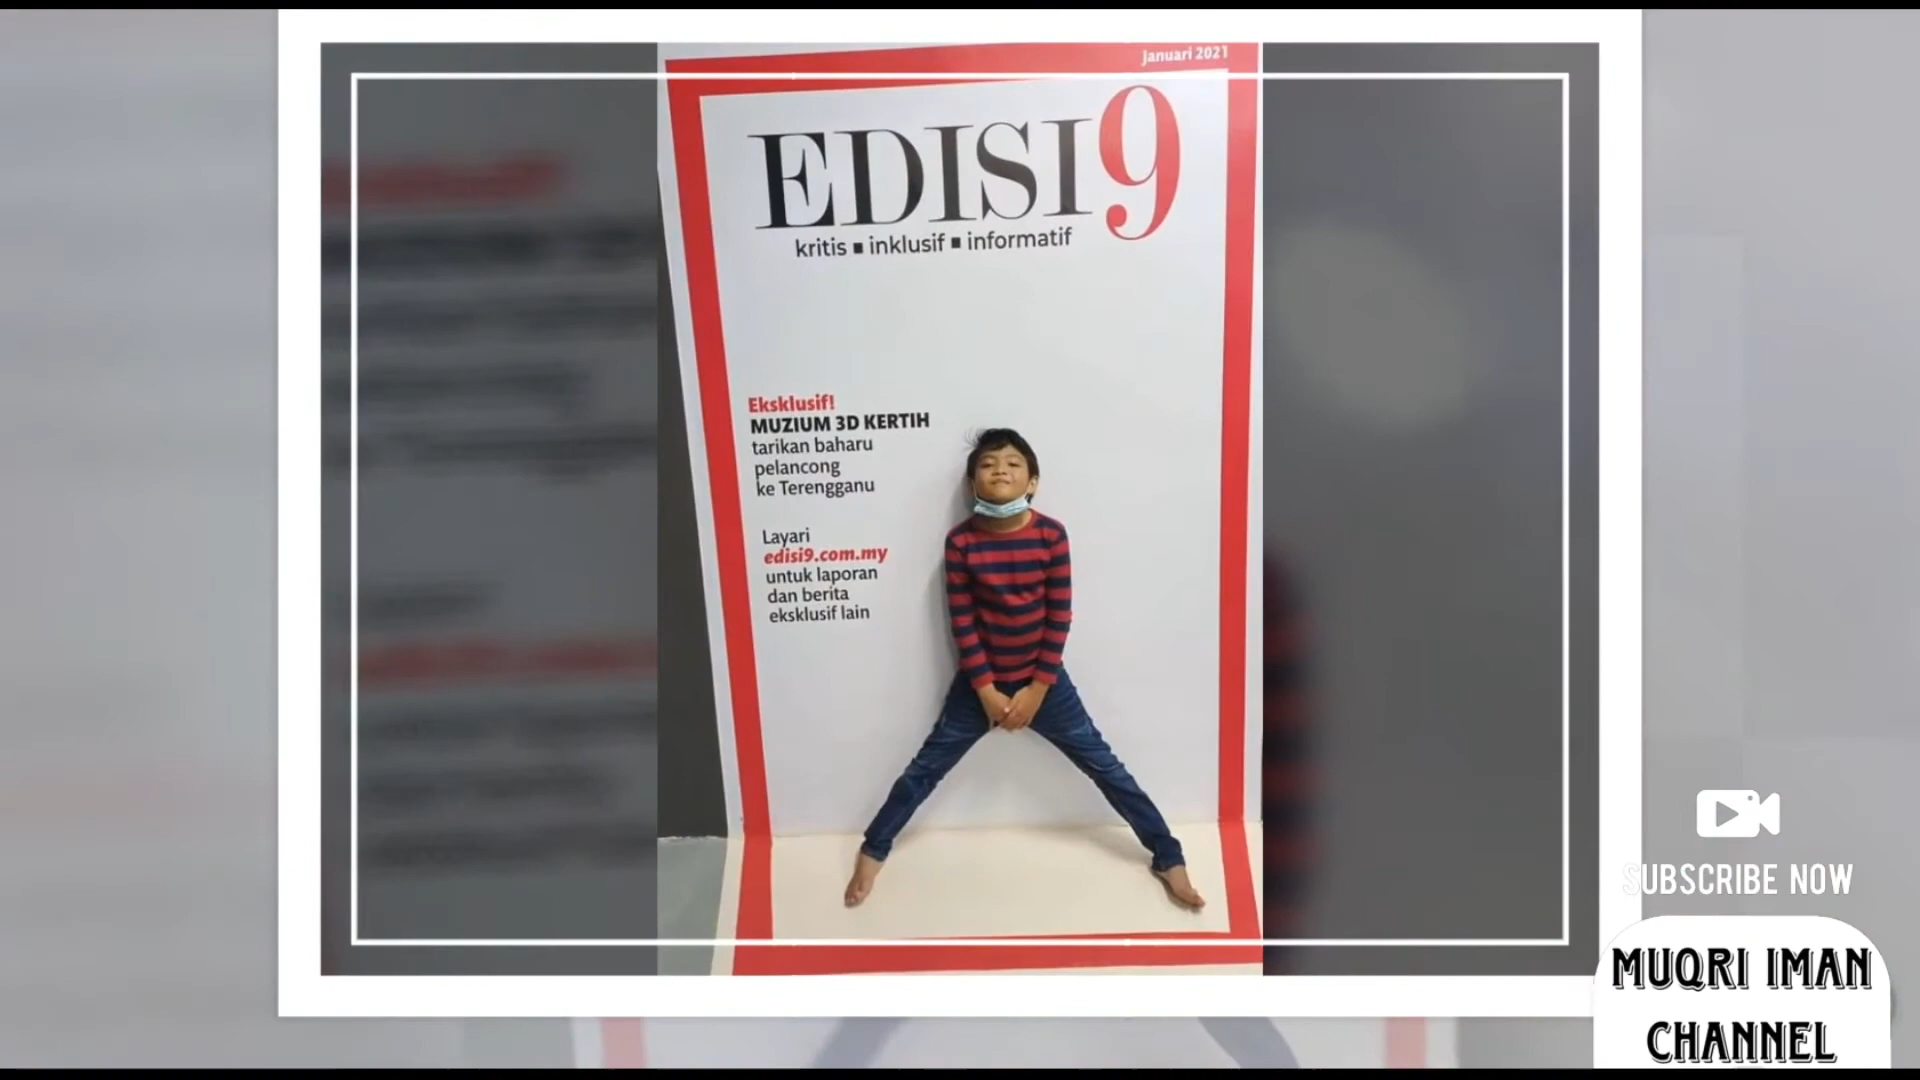 Januari 2021
EDISI9
kritis ▪ inklusif ▪ informatif
Eksklusif!
MUZIUM 3D KERTIH
tarikan baharu
pelancong
ke Terengganu
Layari
edisi9.com.my
untuk laporan
dan berita
eksklusif lain
SUBSCRIBE NOW
MUQRI IMAN
CHANNEL